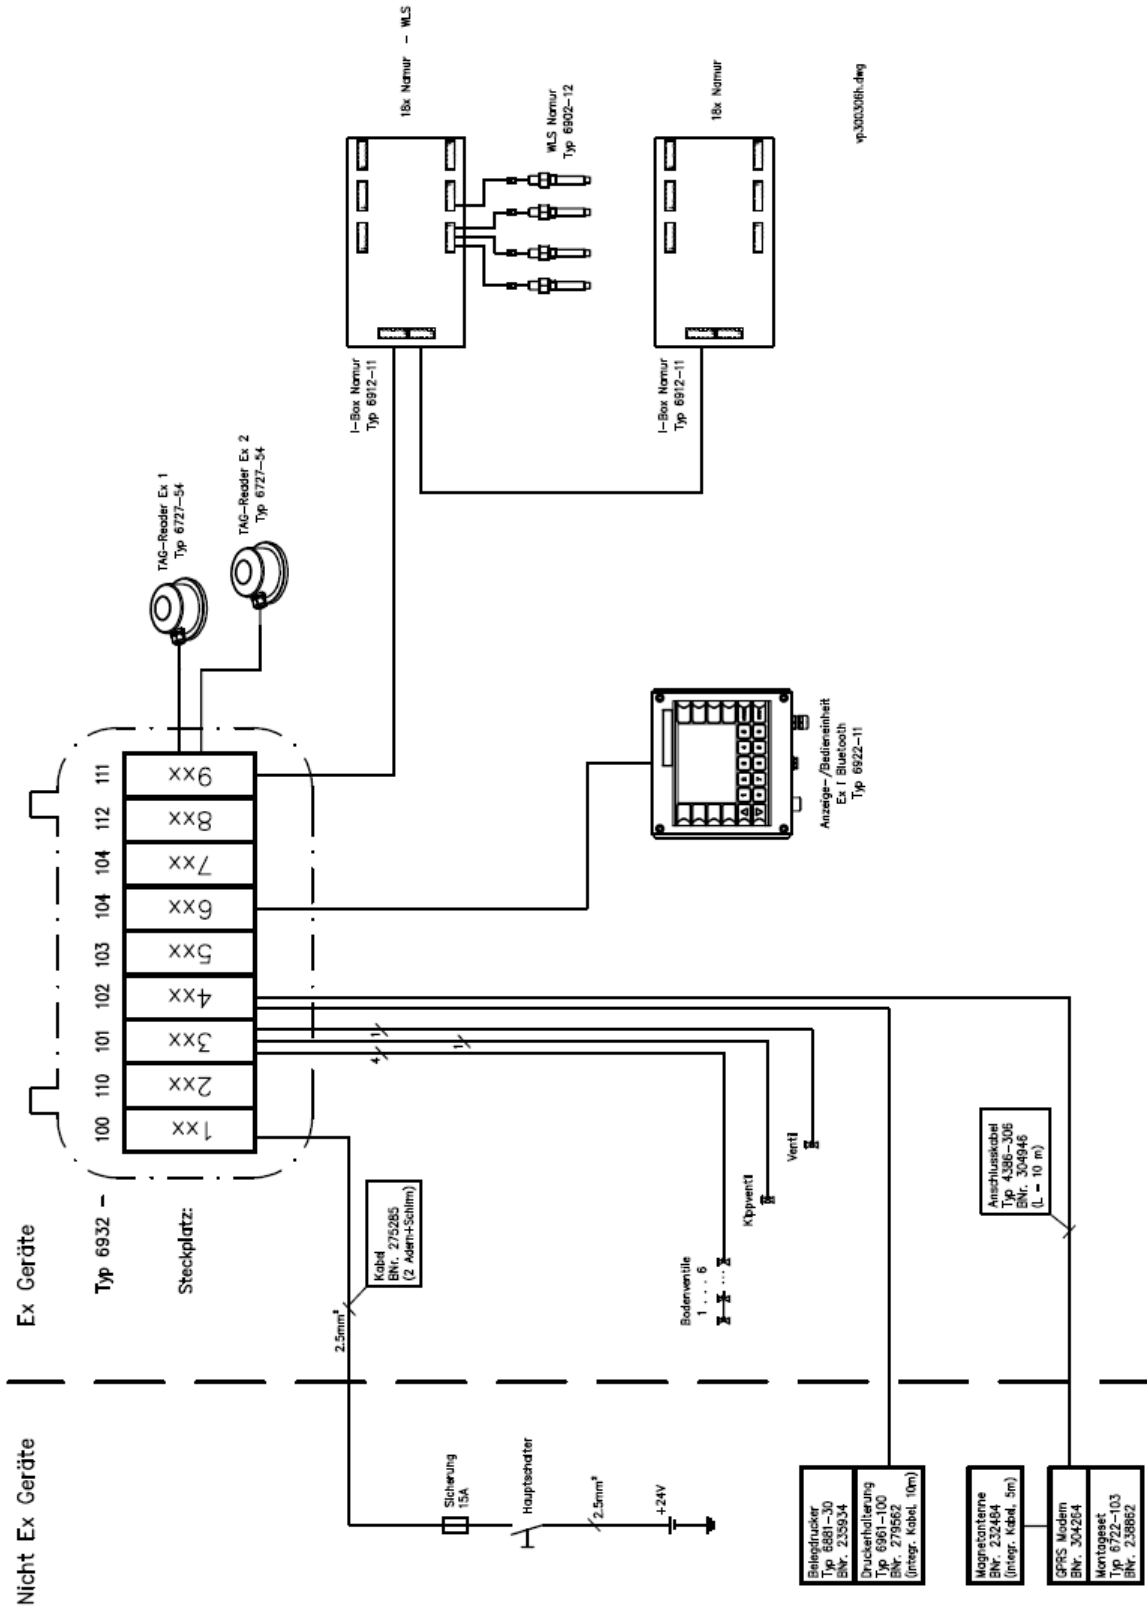 Nicht Ex Geräte
Ex Geräte
Typ 6932 –
100 110 101 102 103 104 104 112 111
Steckplatz:
1xx 2xx 3xx 4xx 5xx 6xx 7xx 8xx 9xx
TAG–Reader Ex 1
Typ 6727–54
TAG–Reader Ex 2
Typ 6727–54
2.5mm²
Kabel
BNr. 275285
(2 Adern+Schirm)
I–Box Namur
Typ 6912–11
18x Namur – WLS
WLS Namur
Typ 6902–12
Sicherung
15A
Hauptschalter
2.5mm²
+24V
4
1
1
Bodenventile
1 . . . 6
Kippventil
Ventil
I–Box Namur
Typ 6912–11
18x Namur
Anzeige–/Bedieneinheit
Ex I Bluetooth
Typ 6922–11
Belegdrucker
Typ 6881–30
BNr. 235934
Druckerhalterung
Typ 6961–100
BNr. 279562
(integr. Kabel, 10m)
Magnetantenne
BNr. 232484
(integr. Kabel, 5m)
GPRS Modem
BNr. 304264
Montageset
Typ 6722–103
BNr. 238862
Anschlusskabel
Typ 4386–306
BNr. 304946
(L = 10 m)
vp300306h.dwg